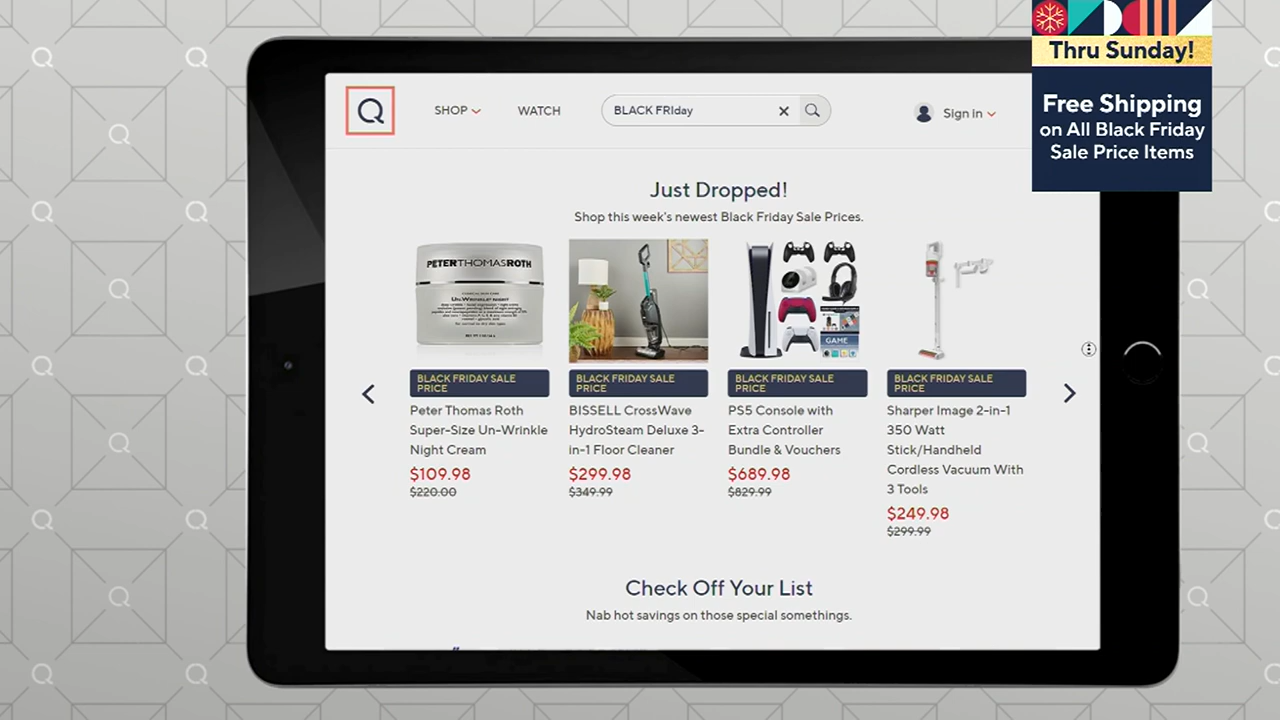 Thru Sunday!
Free Shipping
on All Black Friday
Sale Price Items
Q
SHOP
WATCH
BLACK FRIday
Sign in
Just Dropped!
Shop this week's newest Black Friday Sale Prices.
PETERTHOMASROTH
UN-WRINKLE NIGHT
GAME
BLACK FRIDAY SALE
PRICE
Peter Thomas Roth
Super-Size Un-Wrinkle
Night Cream
$109.98
$220.00
BLACK FRIDAY SALE
PRICE
BISSELL CrossWave
HydroSteam Deluxe 3-
in-1 Floor Cleaner
$299.98
$349.99
BLACK FRIDAY SALE
PRICE
PS5 Console with
Extra Controller
Bundle & Vouchers
$689.98
$829.99
BLACK FRIDAY SALE
PRICE
Sharper Image 2-in-1
350 Watt
Stick/Handheld
Cordless Vacuum With
3 Tools
$249.98
$299.99
Check Off Your List
Nab hot savings on those special somethings.